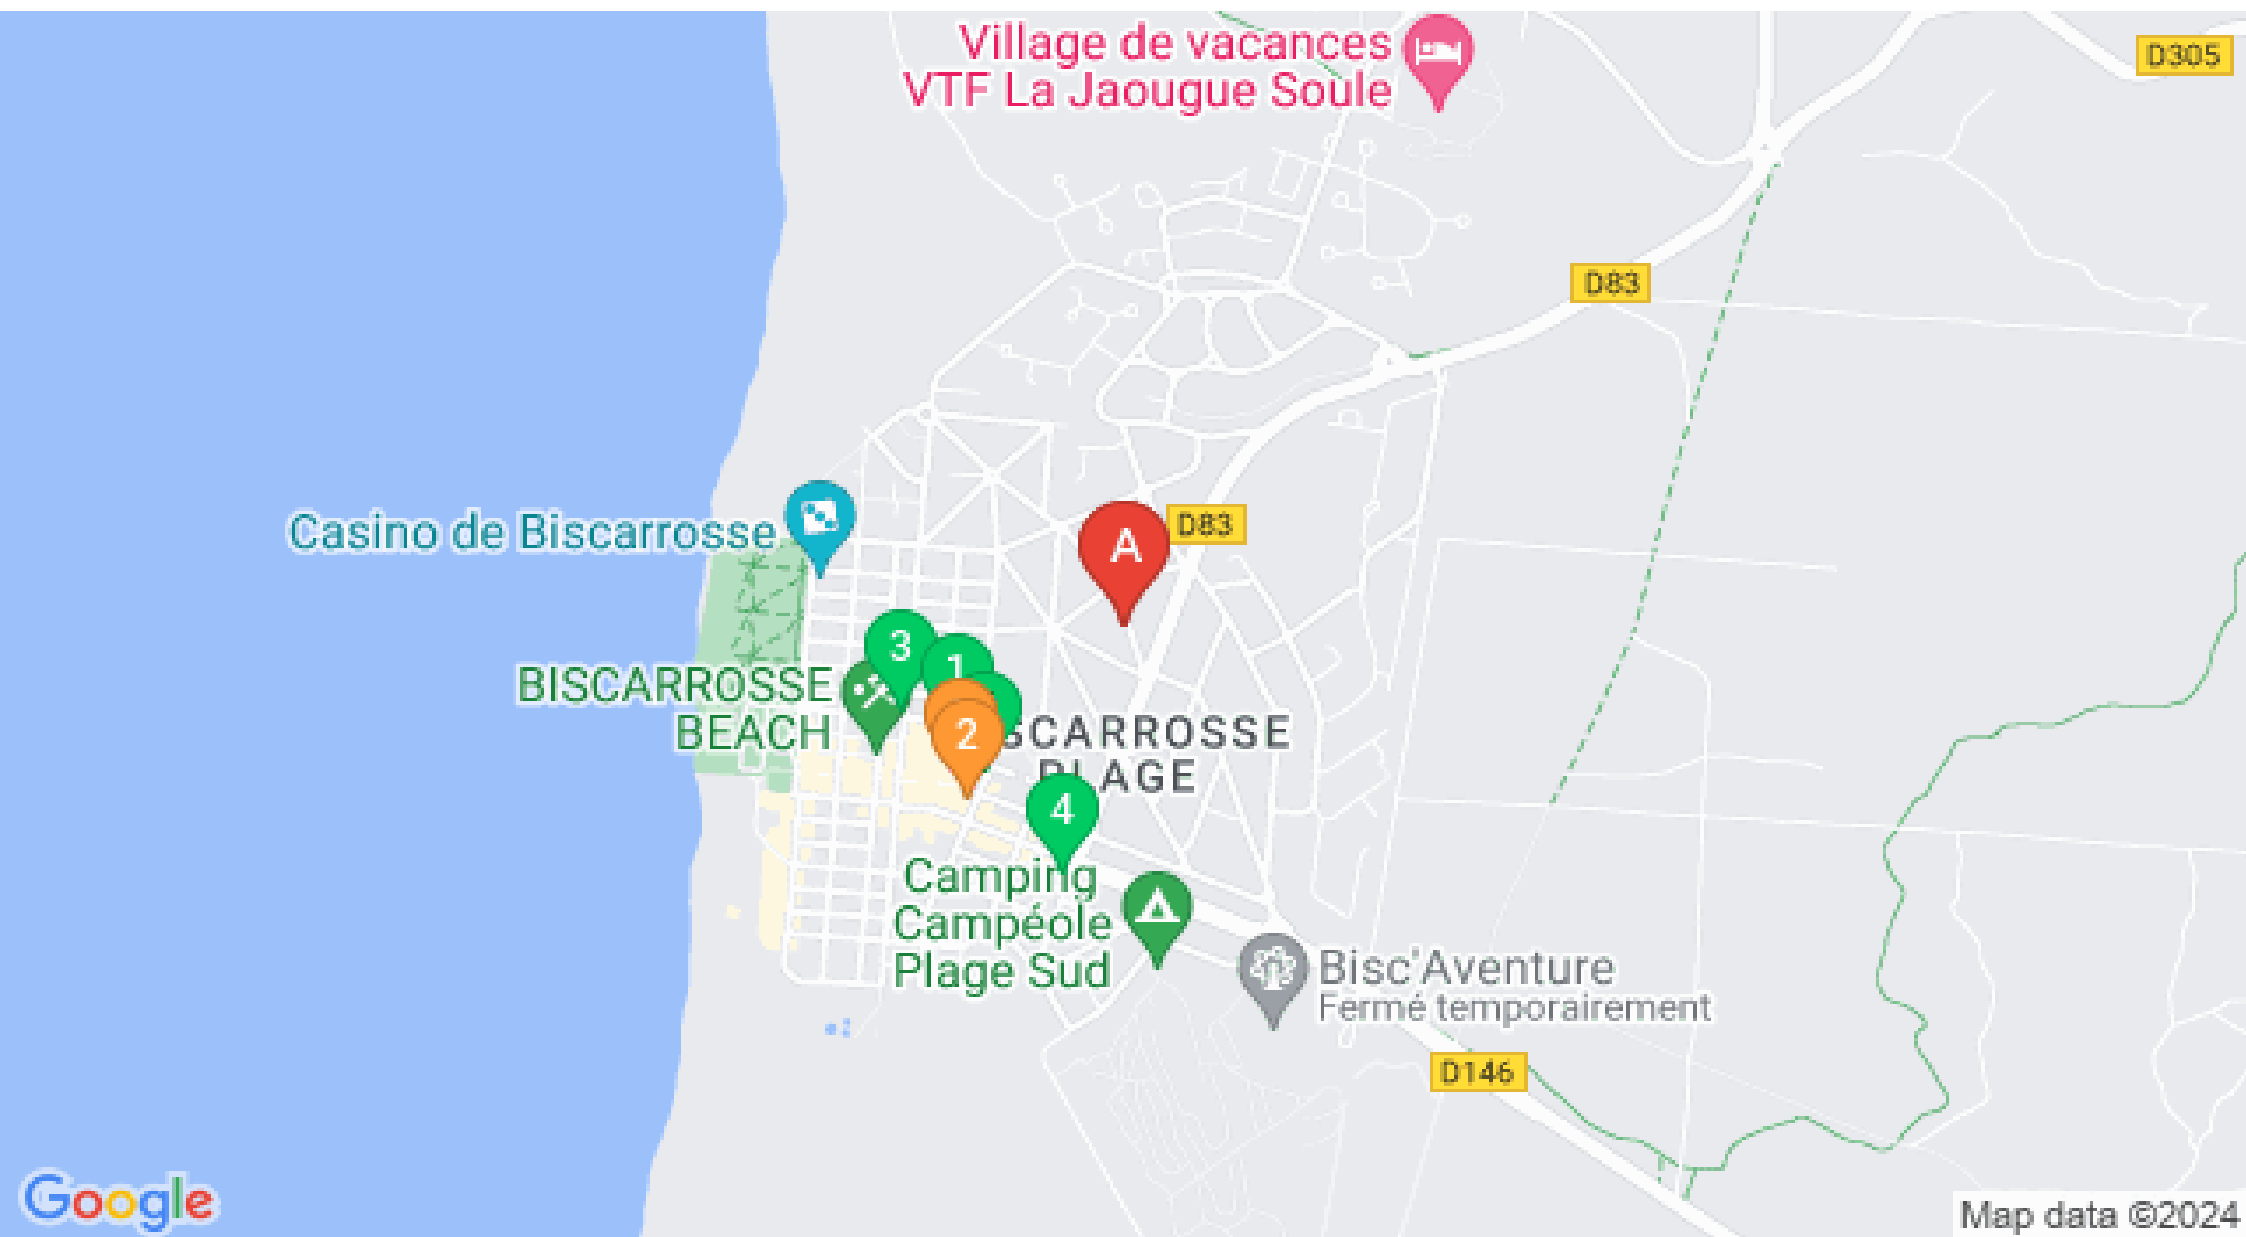 Village de vacances
VTF La Jaougue Soule
D305
D83
A
D83
Casino de Biscarrosse
3
1
BISCARROSSE
BEACH
2
SCARROSSE
PLAGE
4
Camping
Campéole
Plage Sud
Bisc'Aventure
Fermé temporairement
D146
Google
Map data ©2024